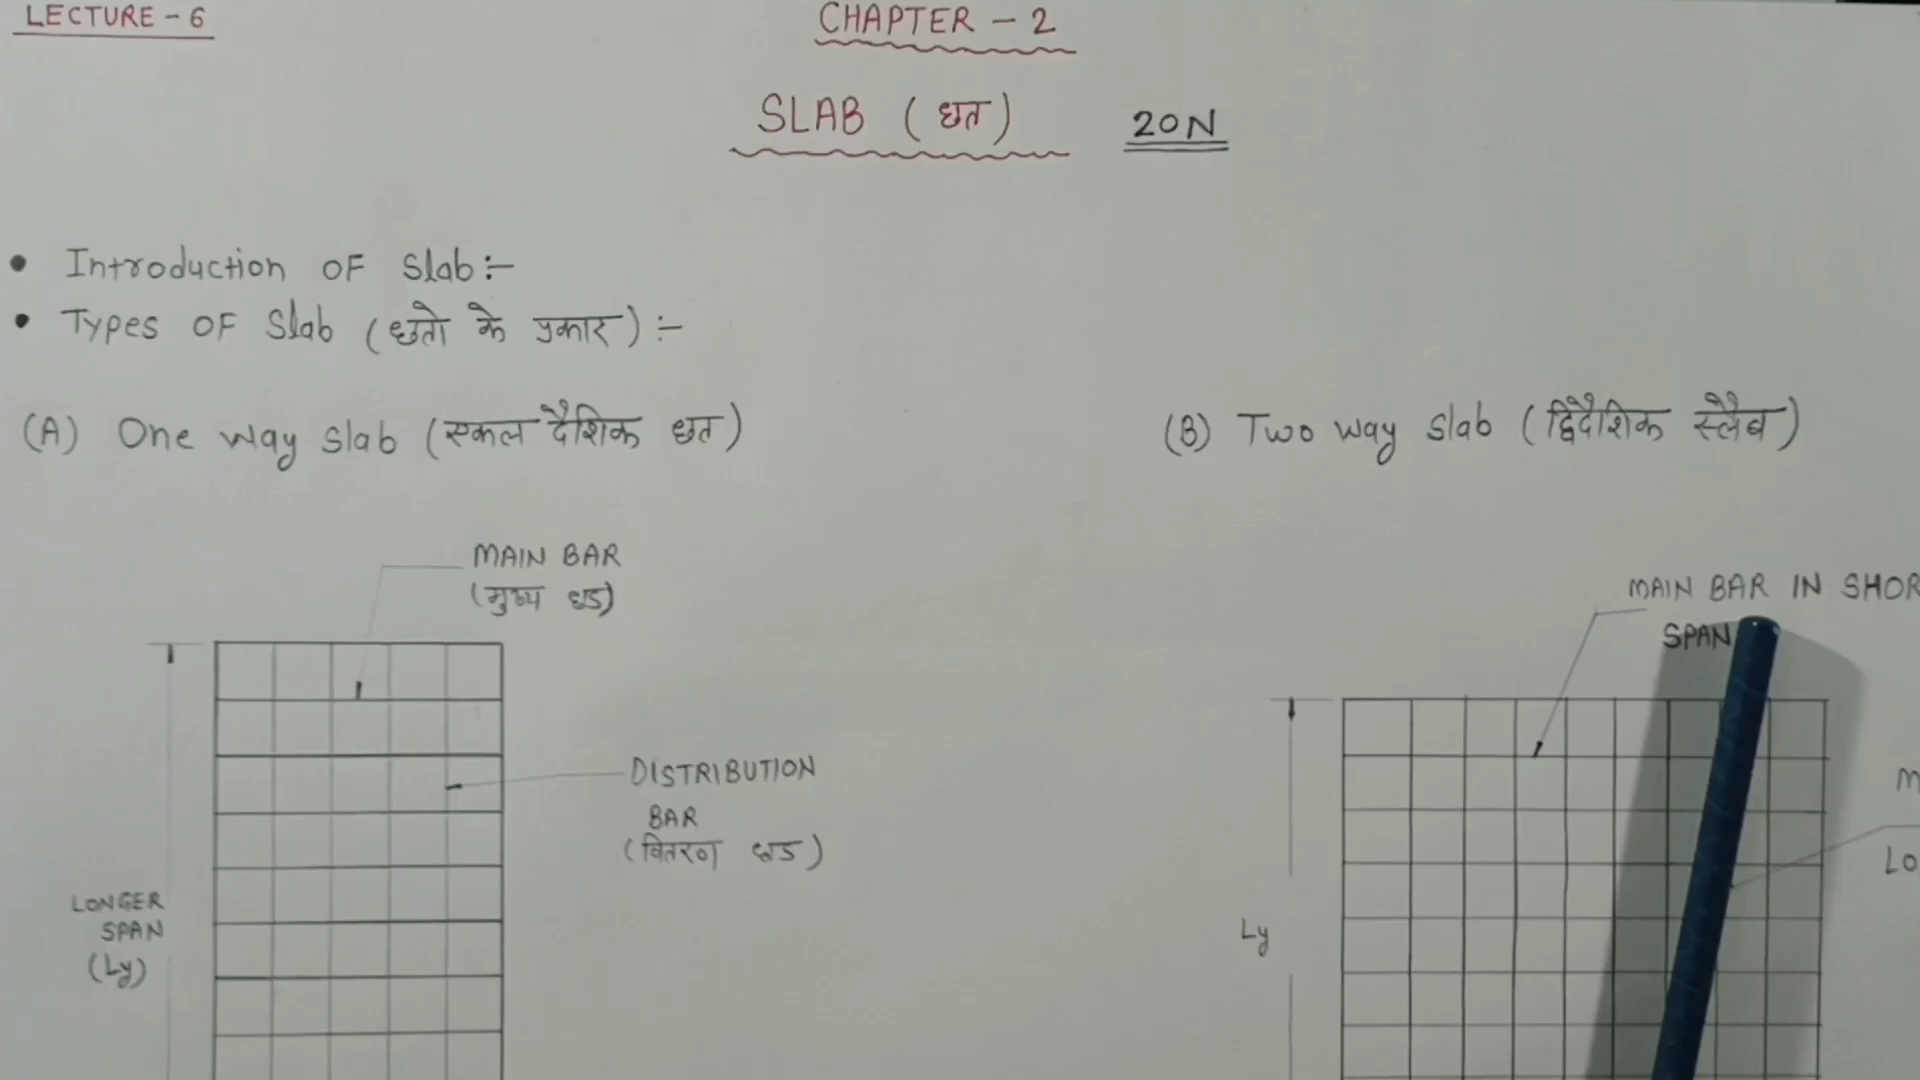 LECTURE - 6
CHAPTER - 2
SLAB (छत) 20N
• Introduction OF Slab :-
• Types OF Slab (छतो के प्रकार) :-
(A) One way slab (एकल दैशिक छत)
(B) Two way slab (द्विदैशिक स्लैब)
MAIN BAR
(मुख्य छड)
MAIN BAR IN SHOR
SPAN
DISTRIBUTION
BAR
(वितरण छड)
LONGER
SPAN
(Ly)
Ly
M
LO